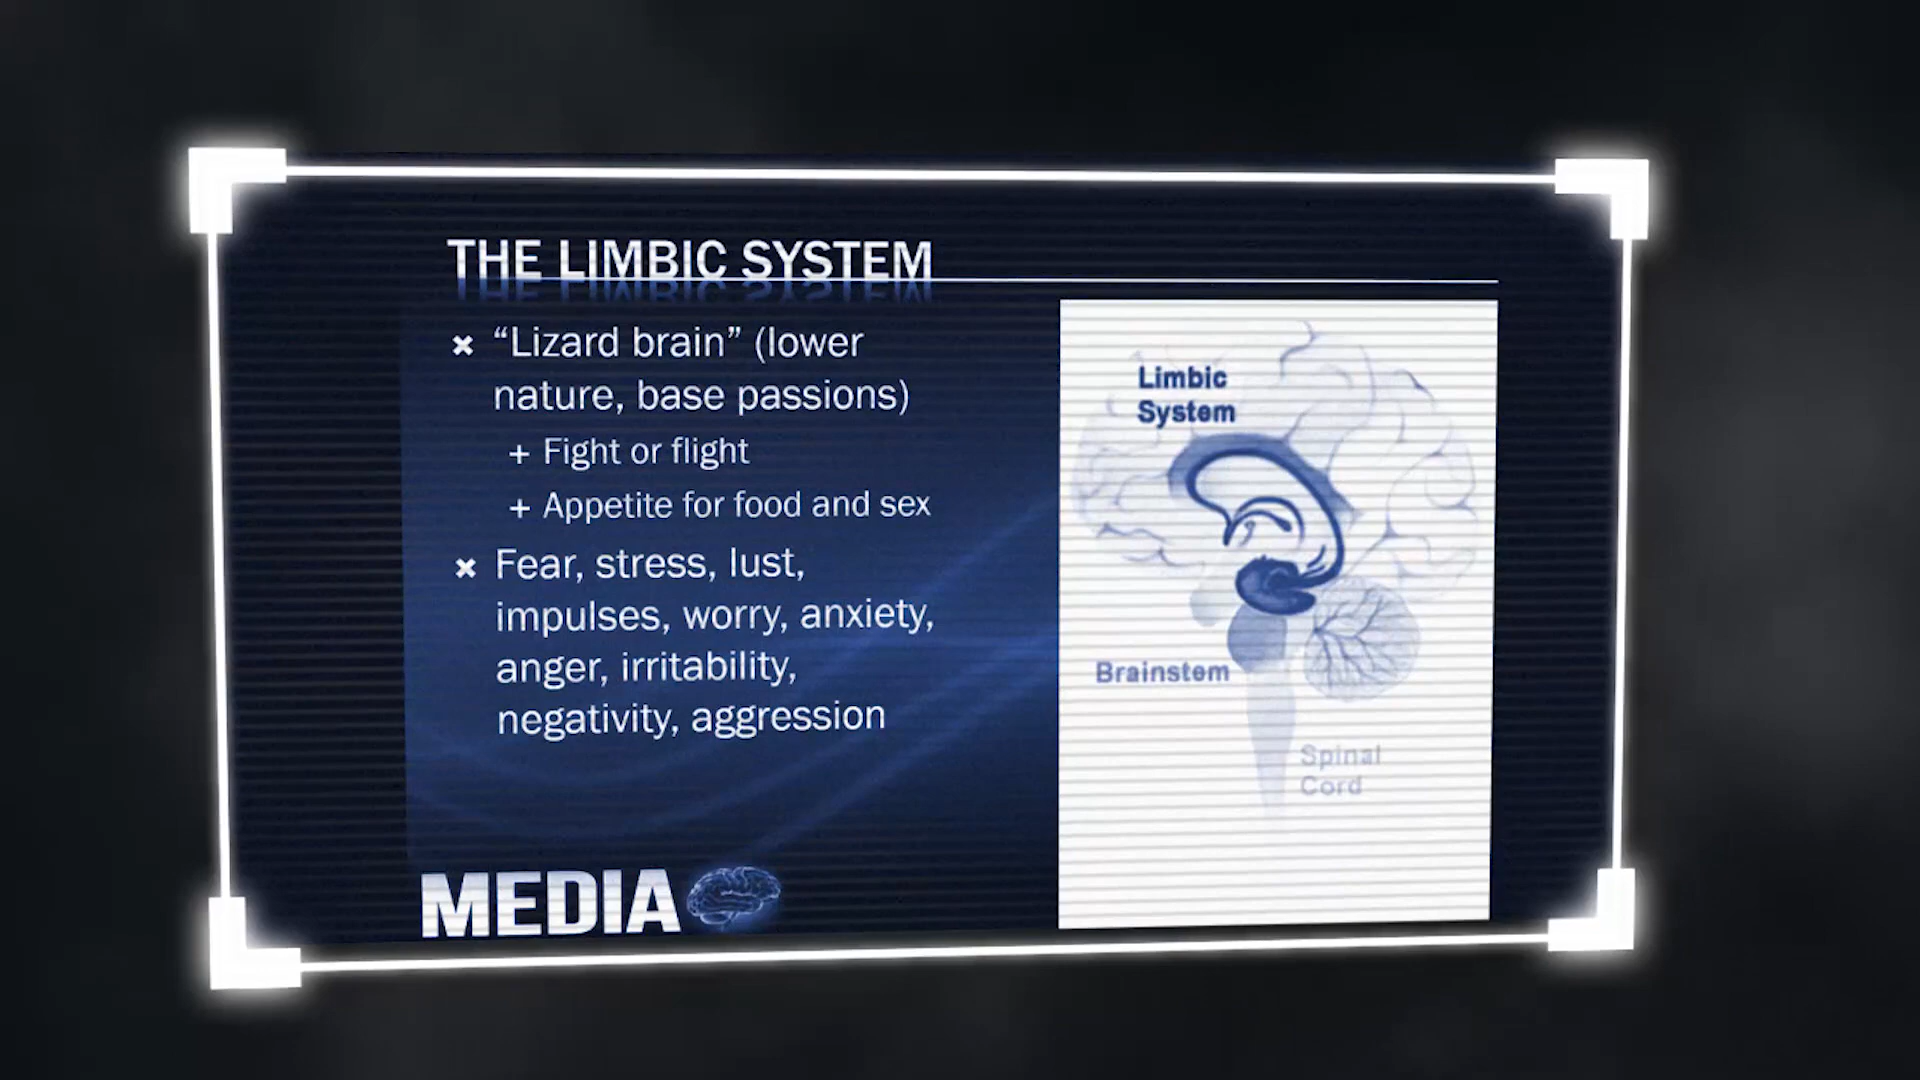 THE LIMBIC SYSTEM
“Lizard brain” (lower
nature, base passions)
+ Fight or flight
+ Appetite for food and sex
Fear, stress, lust,
impulses, worry, anxiety,
anger, irritability,
negativity, aggression
MEDIA
Limbic
System
Brainstem
Spinal
Cord